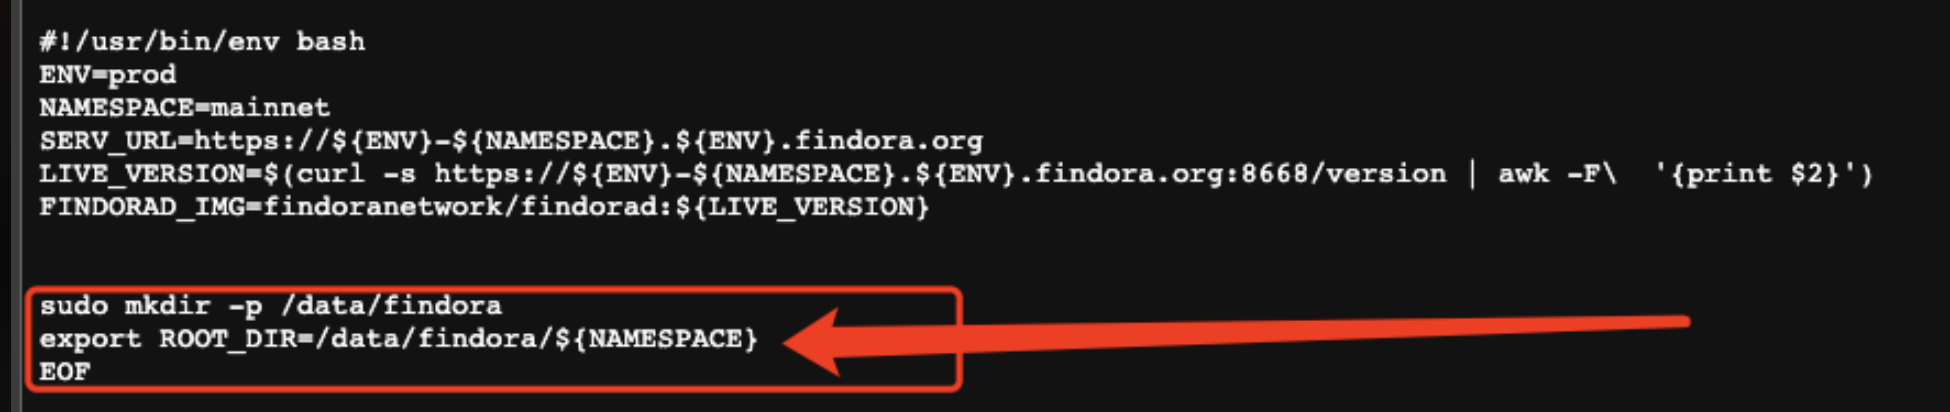 #!/usr/bin/env bash
ENV=prod
NAMESPACE=mainnet
SERV_URL=https://${ENV}-${NAMESPACE}.${ENV}.findora.org
LIVE_VERSION=$(curl -s https://${ENV}-${NAMESPACE}.${ENV}.findora.org:8668/version | awk -F\  '{print $2}')
FINDORAD_IMG=findoranetwork/findorad:${LIVE_VERSION}
sudo mkdir -p /data/findora
export ROOT_DIR=/data/findora/${NAMESPACE}
EOF